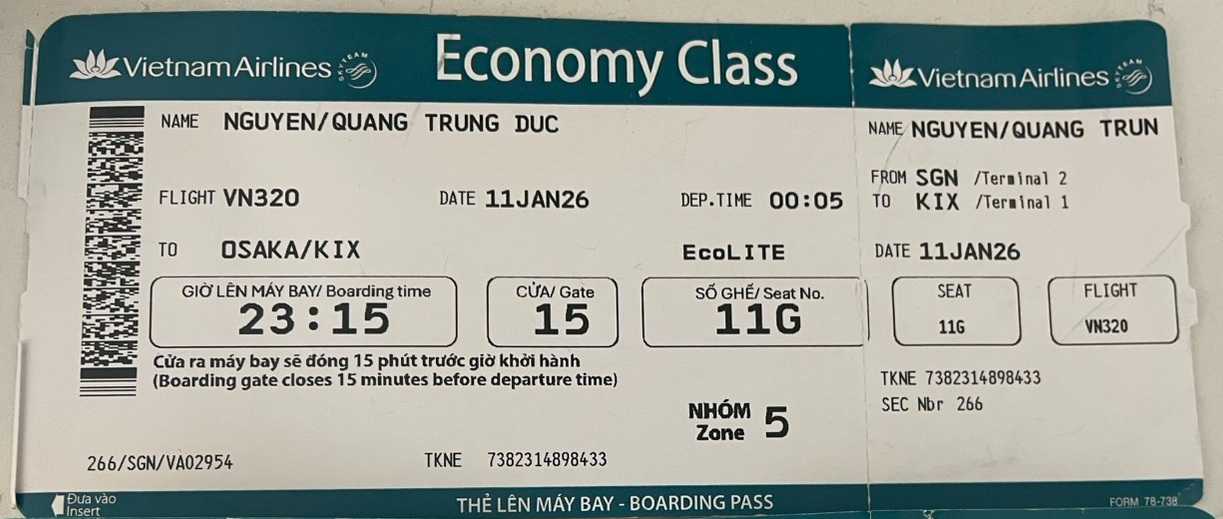 VietnamAirlines SKYTEAM Economy Class
NAME NGUYEN/QUANG TRUNG DUC
FLIGHT VN320 DATE 11JAN26 DEP.TIME 00:05
TO OSAKA/KIX EcoLITE
GIỜ LÊN MÁY BAY/ Boarding time CỬA/ Gate SỐ GHẾ/ Seat No.
23:15 15 11G
Cửa ra máy bay sẽ đóng 15 phút trước giờ khởi hành
(Boarding gate closes 15 minutes before departure time)
NHÓM
Zone 5
266/SGN/VA02954 TKNE 7382314898433
Đưa vào
Insert
THẺ LÊN MÁY BAY - BOARDING PASS
VietnamAirlines SKYTEAM
NAME NGUYEN/QUANG TRUN
FROM SGN /Terminal 2
TO KIX /Terminal 1
DATE 11JAN26
SEAT FLIGHT
11G VN320
TKNE 7382314898433
SEC Nbr 266
FORM 78-738